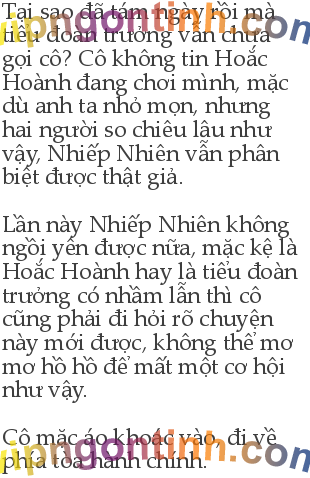 Tại sao đã tám ngày rồi mà
tiểu đoàn trưởng vẫn chưa
gọi cô? Cô không tin Hoắc
Hoành đang chơi mình, mặc
dù anh ta nhỏ mọn, nhưng
hai người so chiêu lâu như
vậy, Nhiếp Nhiên vẫn phân
biệt được thật giả.

Lần này Nhiếp Nhiên không
ngồi yên được nữa, mặc kệ là
Hoắc Hoành hay là tiểu đoàn
trưởng có nhầm lẫn thì cô
cũng phải đi hỏi rõ chuyện
này mới được, không thể mơ
mơ hồ hồ để mất một cơ hội
như vậy.

Cô mặc áo khoác vào, đi về
phía tòa hành chính.
vipngontinh.com
vipngontinh.com